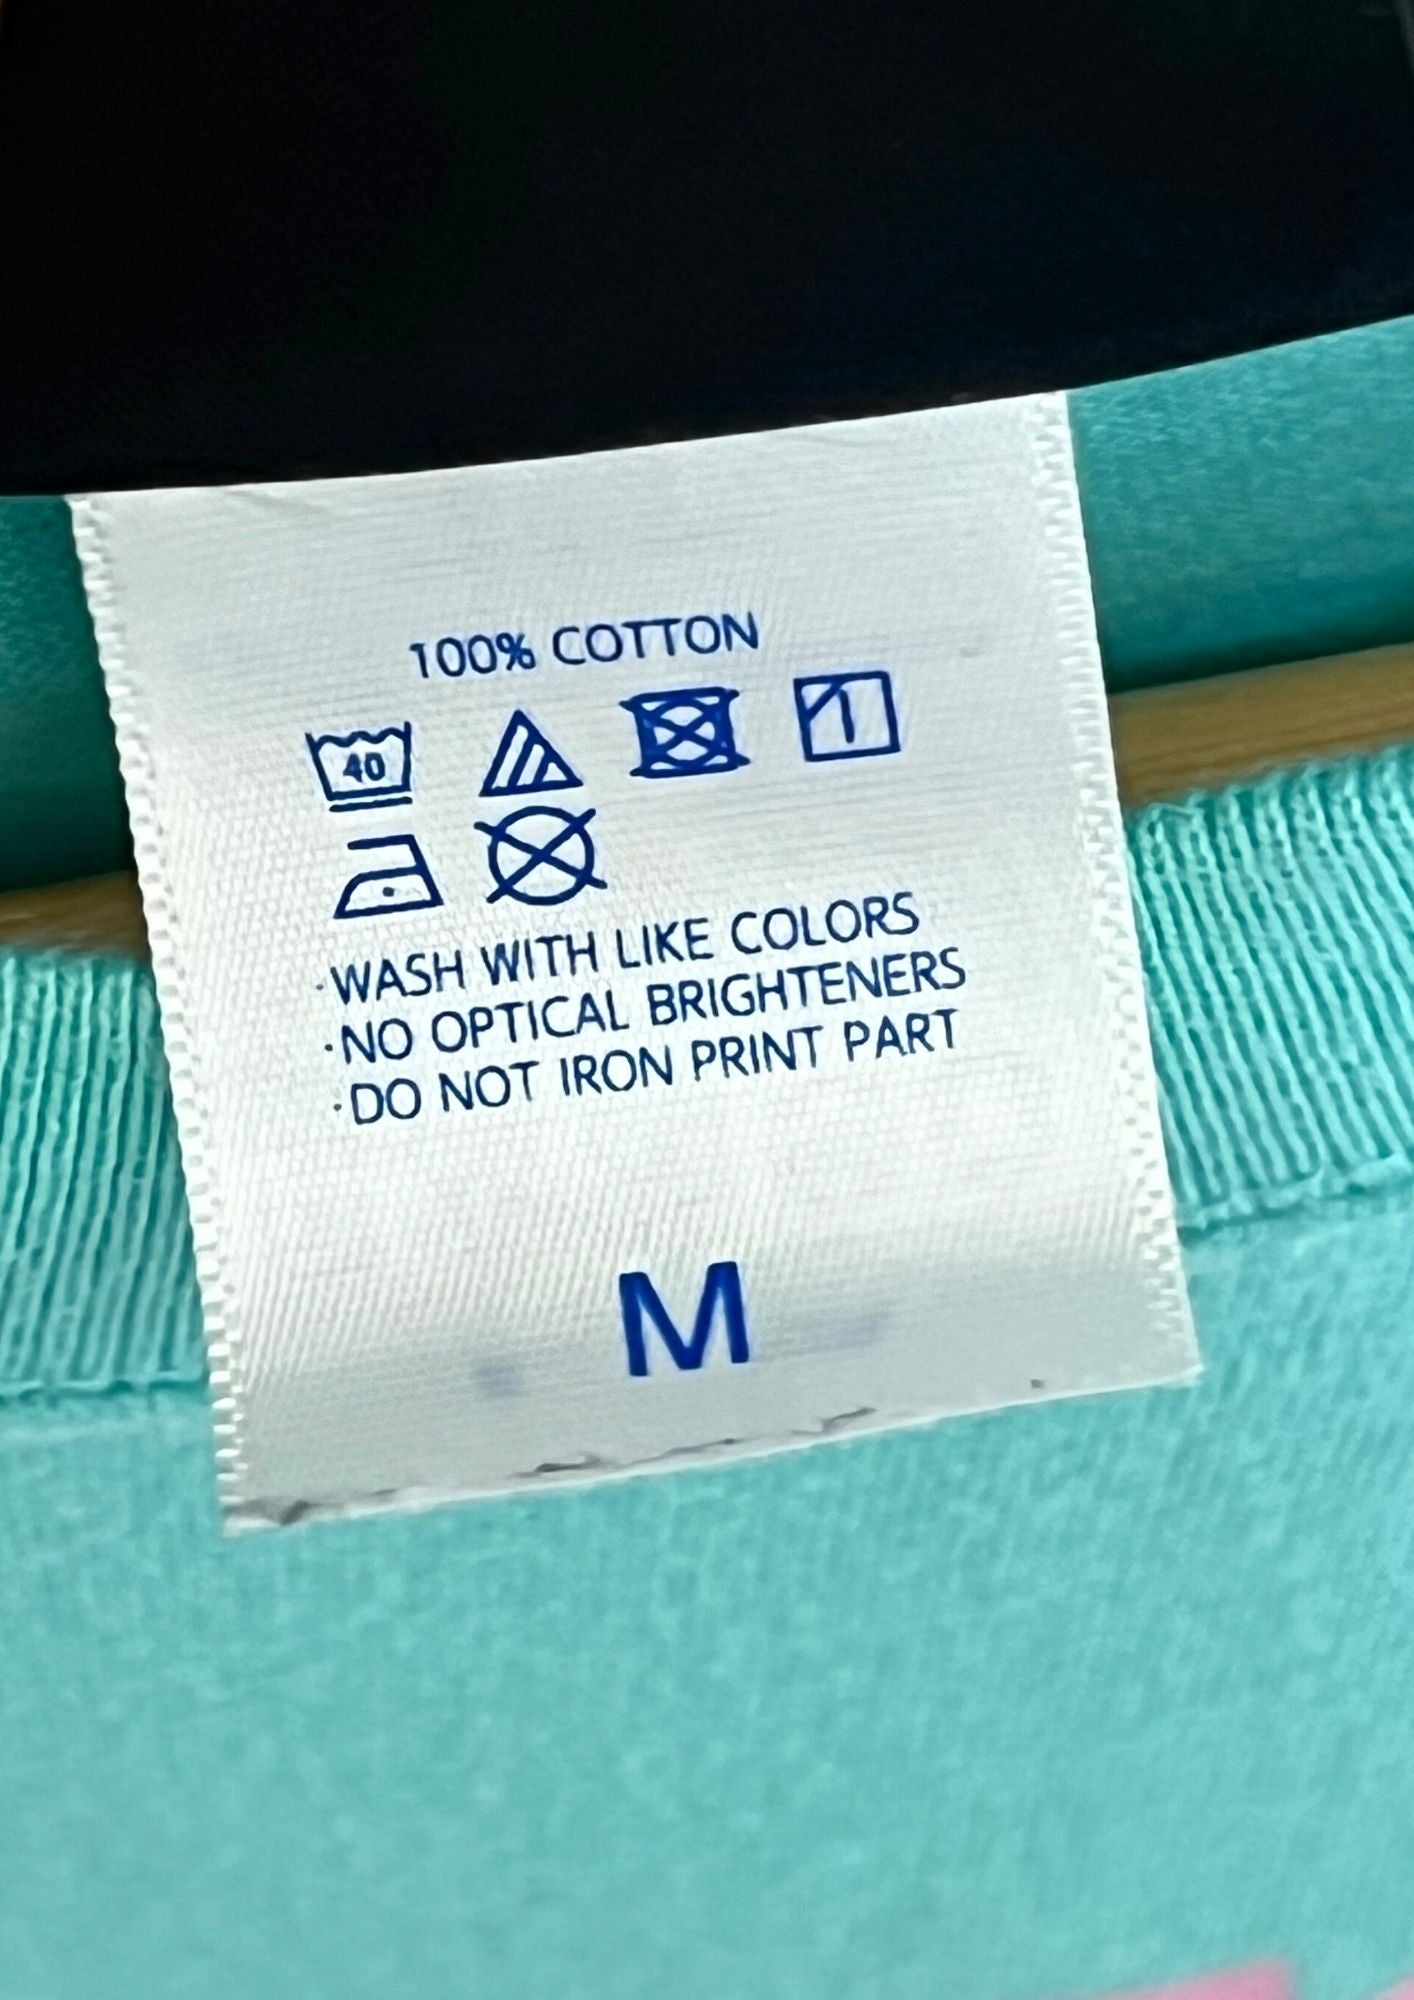 100% COTTON
40
·WASH WITH LIKE COLORS
·NO OPTICAL BRIGHTENERS
·DO NOT IRON PRINT PART
M